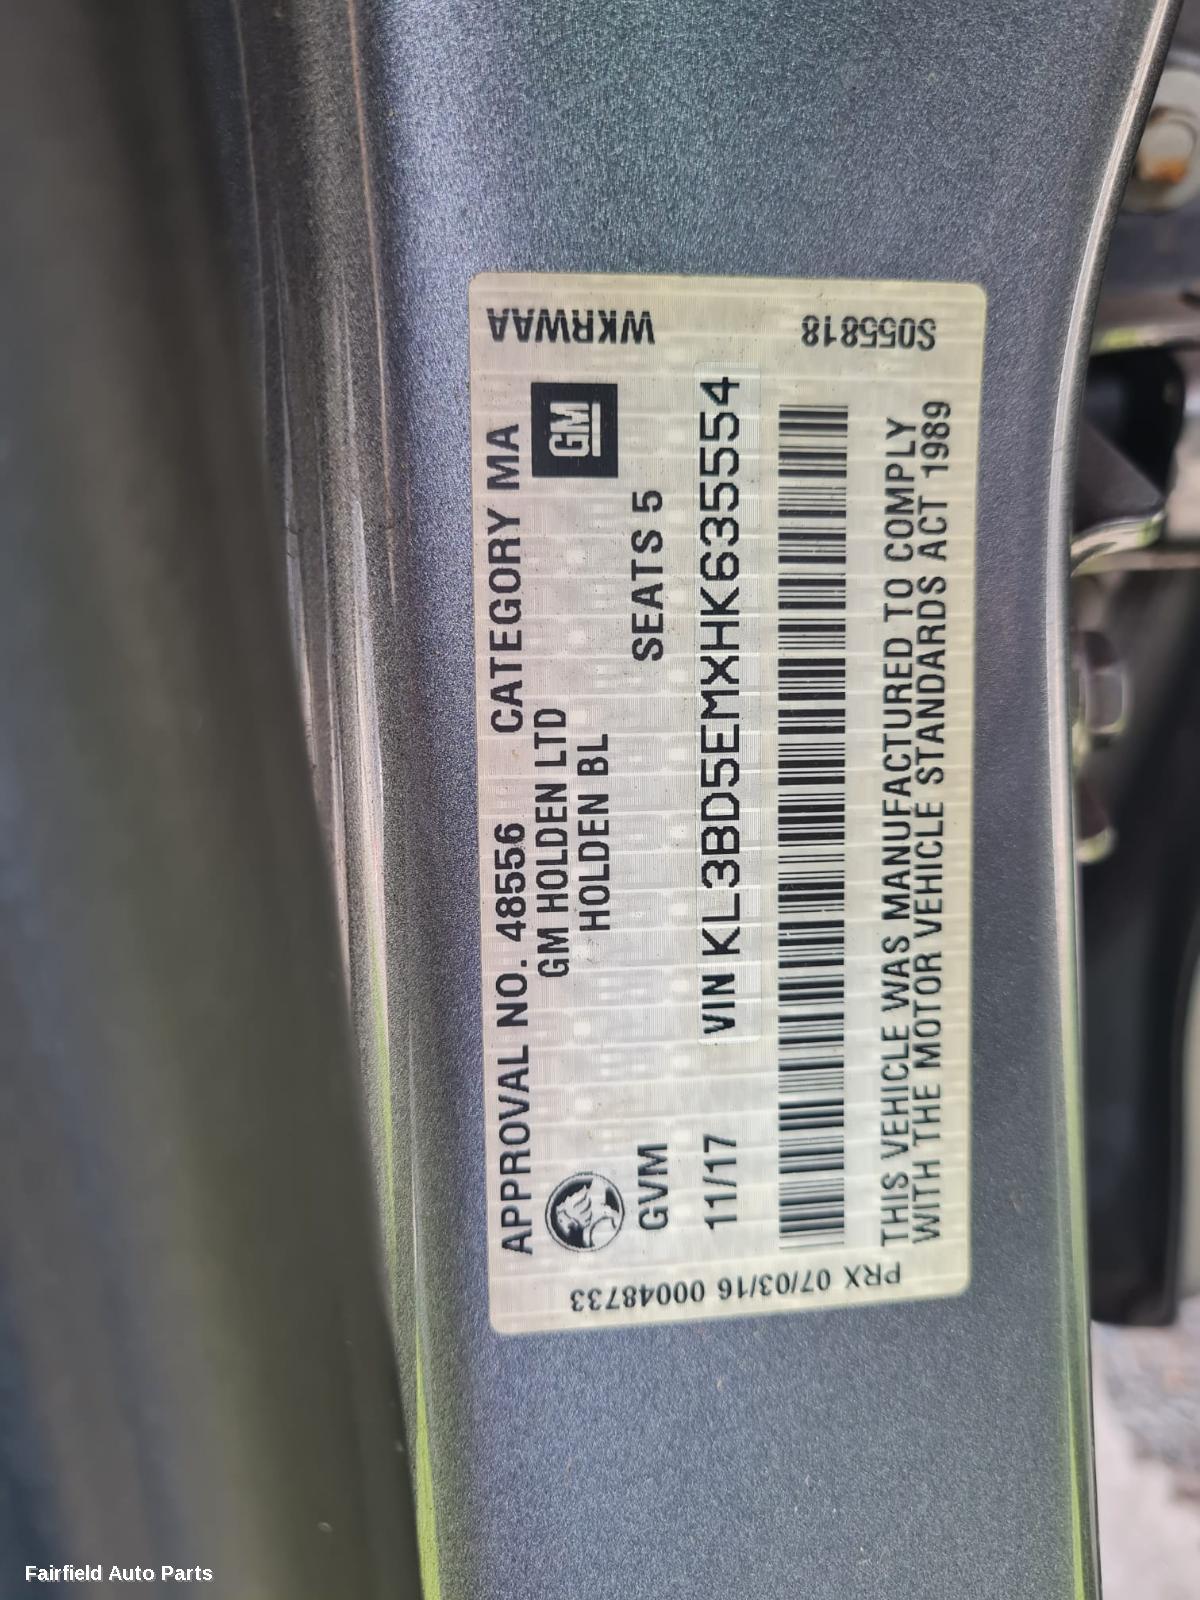 APPROVAL NO. 48556 CATEGORY MA
GM HOLDEN LTD
HOLDEN BL
GM
GVM SEATS 5
11/17 VIN KL3BD5EMXHK635554
THIS VEHICLE WAS MANUFACTURED TO COMPLY
WITH THE MOTOR VEHICLE STANDARDS ACT 1989
WKRWAA
S055818
PRX 07/03/16 00048733
Fairfield Auto Parts